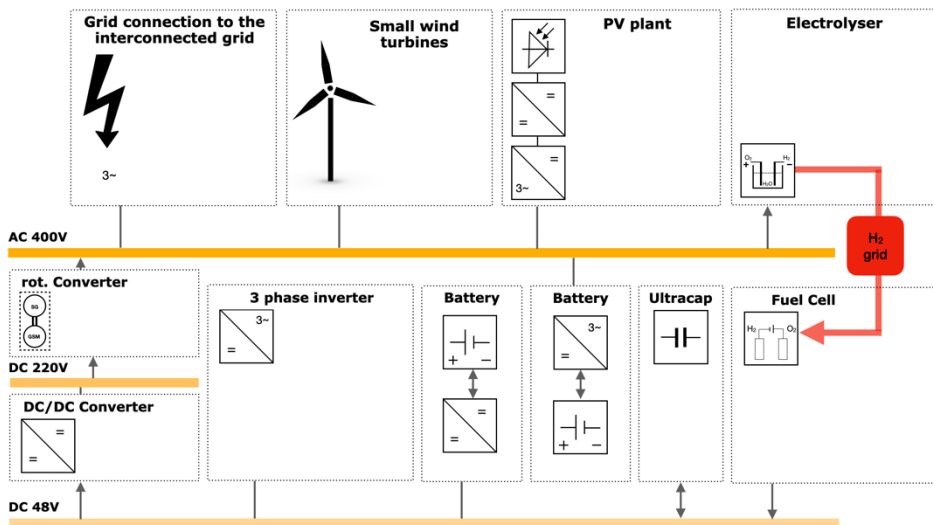 Grid connection to the
interconnected grid
3~
Small wind
turbines
PV plant
=
=
=
3~
Electrolyser
O₂ H₂
+ −
H₂O
AC 400V
H₂
grid
rot. Converter
SG
GSM
3 phase inverter
3~
=
Battery
+ −
=
=
Battery
3~
=
+ −
Ultracap
Fuel Cell
H₂ O₂
DC 220V
DC/DC Converter
=
=
DC 48V